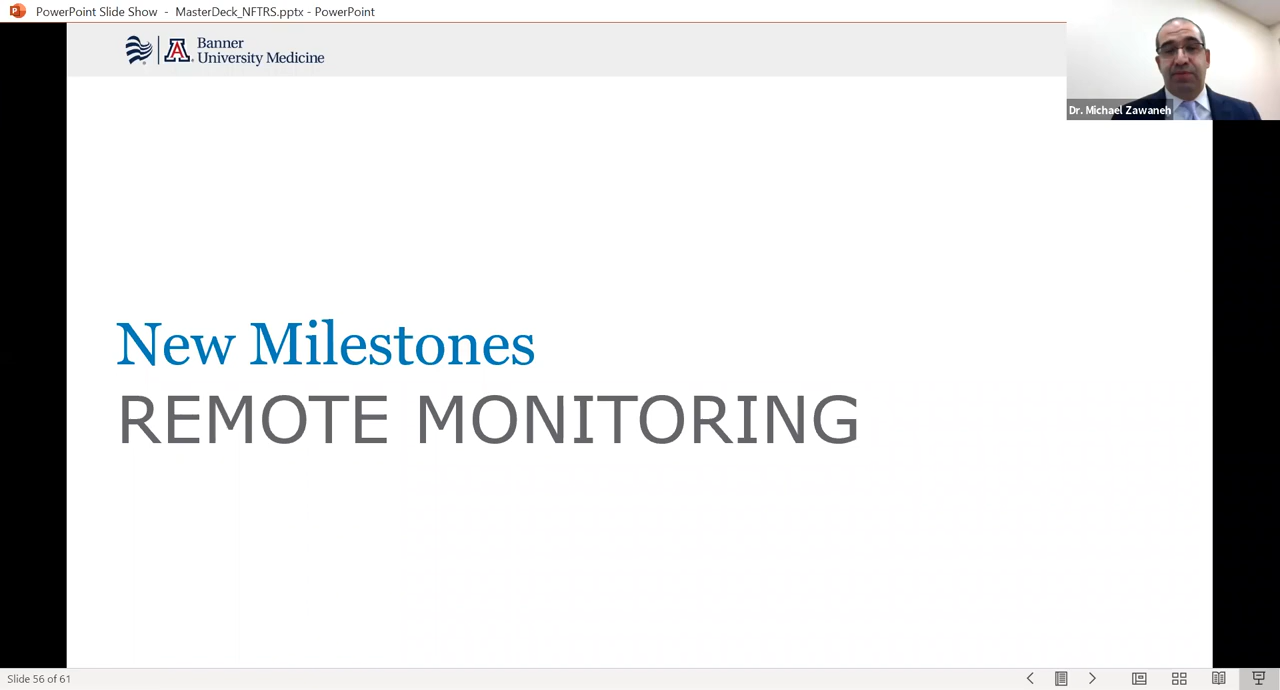 PowerPoint Slide Show - MasterDeck_NFTRS.pptx - PowerPoint
Banner
University Medicine
Dr. Michael Zawaneh
New Milestones
REMOTE MONITORING
Slide 56 of 61